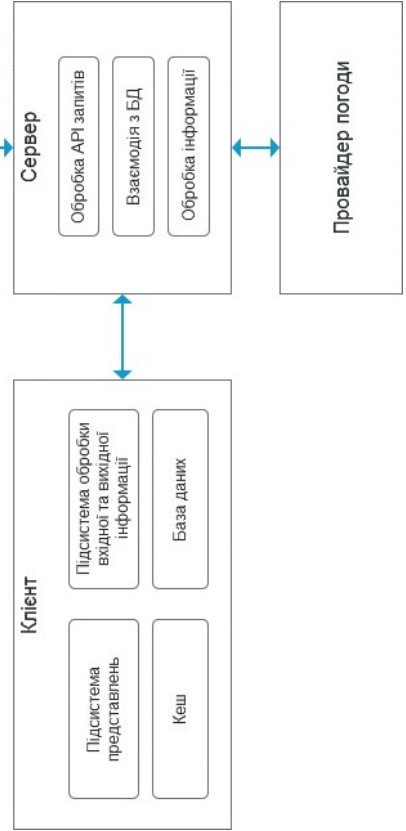 Клієнт
Підсистема
представлень
Підсистема обробки
вхідної та вихідної
інформації
Кеш
База даних
Сервер
Обробка API запитів
Взаємодія з БД
Обробка інформації
Провайдер погоди